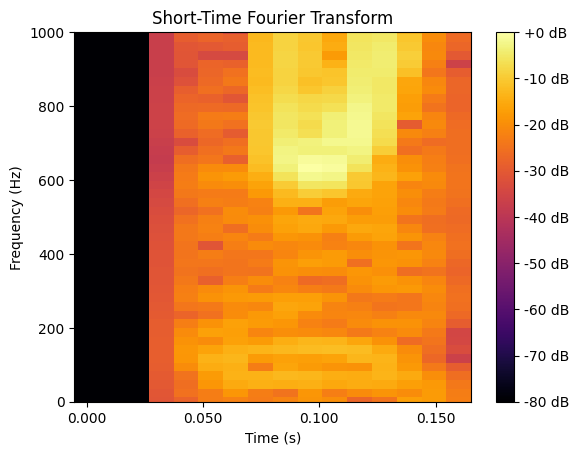 Short-Time Fourier Transform
Frequency (Hz)
1000
800
600
400
200
0
0.000
0.050
0.100
0.150
Time (s)
+0 dB
-10 dB
-20 dB
-30 dB
-40 dB
-50 dB
-60 dB
-70 dB
-80 dB